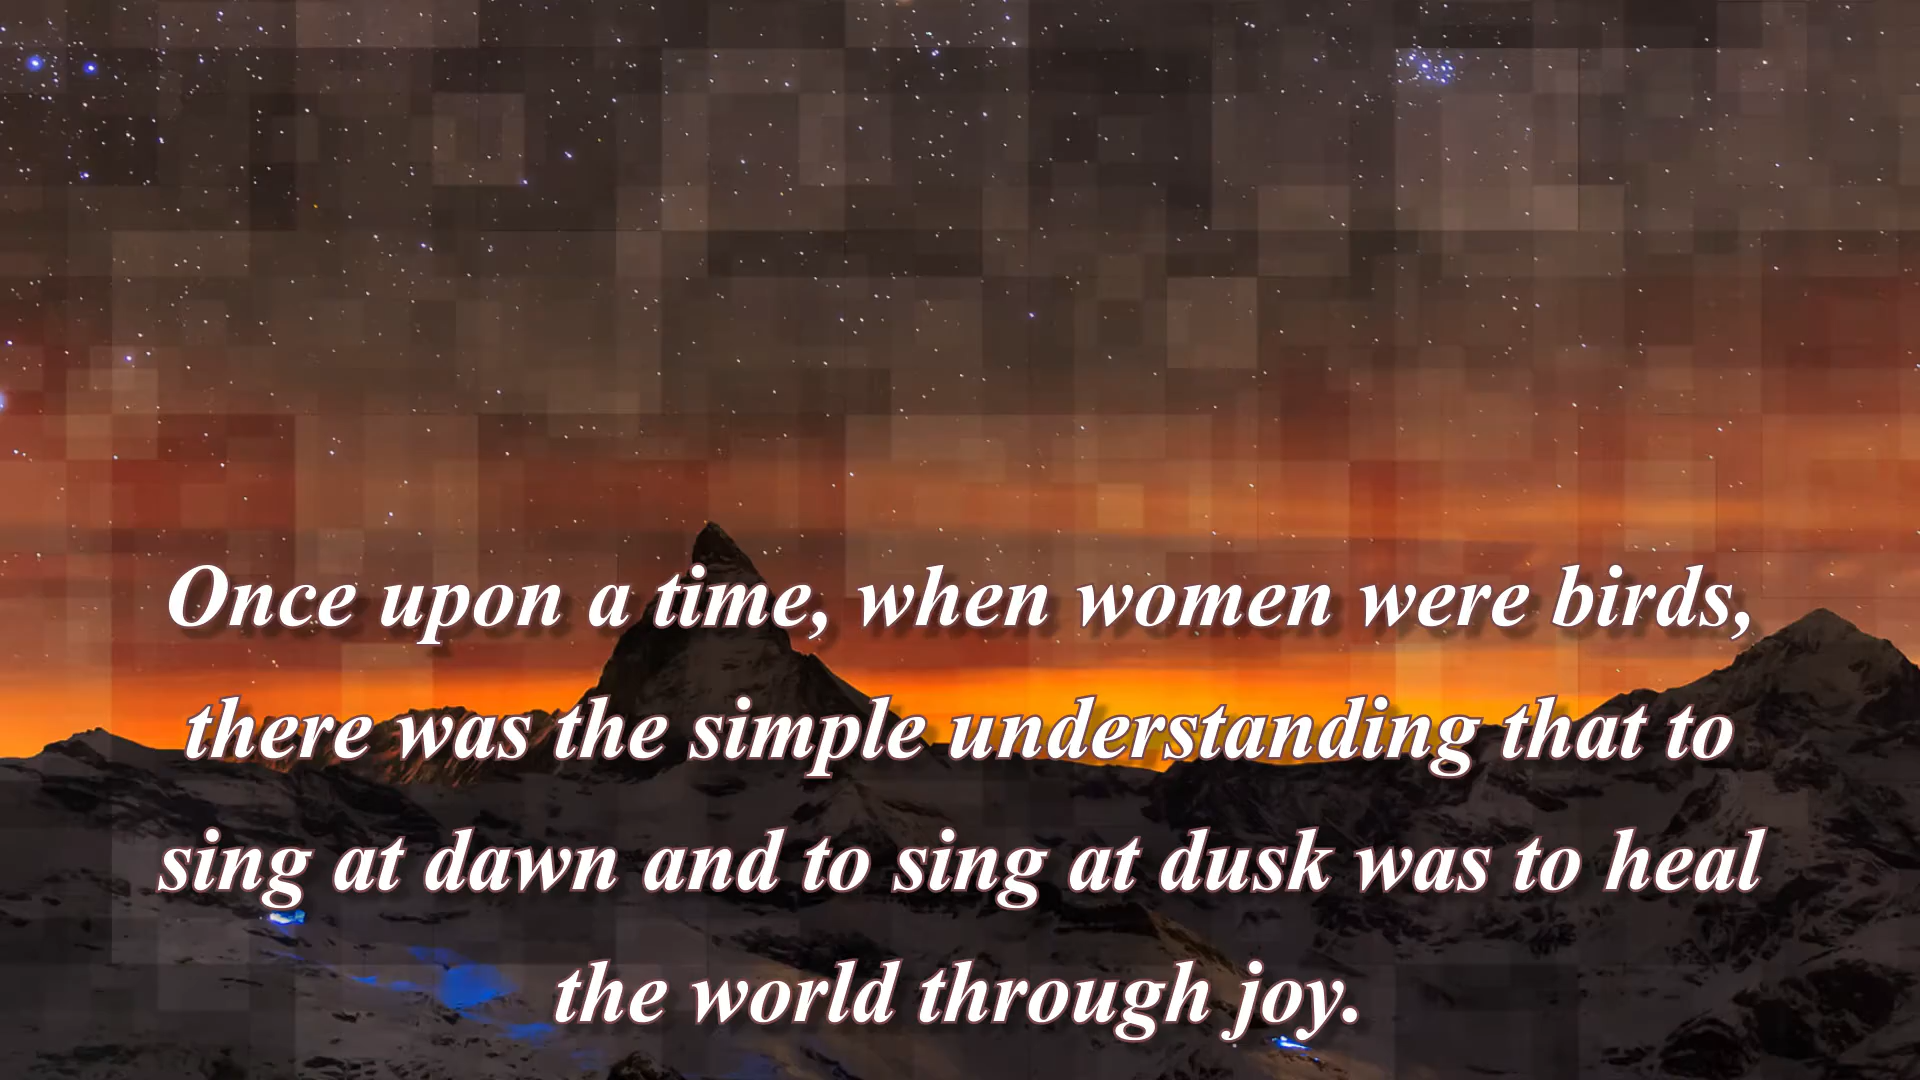 Once upon a time, when women were birds,
there was the simple understanding that to
sing at dawn and to sing at dusk was to heal
the world through joy.